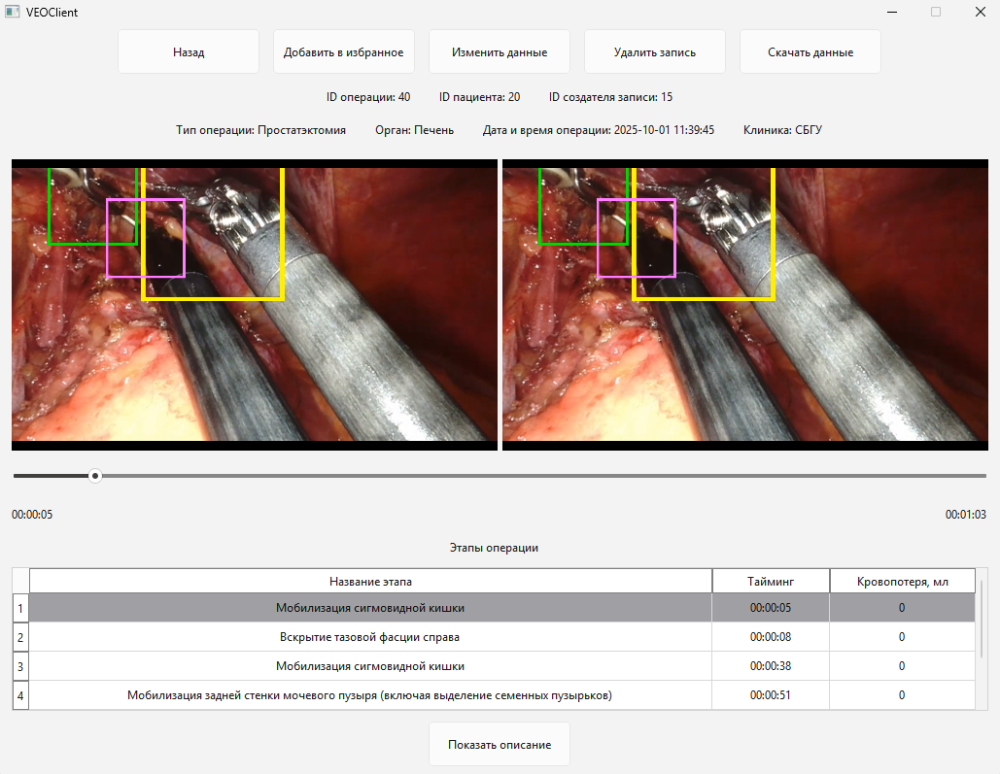 VEOClient
Назад Добавить в избранное Изменить данные Удалить запись Скачать данные
ID операции: 40 ID пациента: 20 ID создателя записи: 15
Тип операции: Простатэктомия Орган: Печень Дата и время операции: 2025-10-01 11:39:45 Клиника: СБГУ
00:00:05 00:01:03
Этапы операции
Название этапа Тайминг Кровопотеря, мл
1 Мобилизация сигмовидной кишки 00:00:05 0
2 Вскрытие тазовой фасции справа 00:00:08 0
3 Мобилизация сигмовидной кишки 00:00:38 0
4 Мобилизация задней стенки мочевого пузыря (включая выделение семенных пузырьков) 00:00:51 0
Показать описание